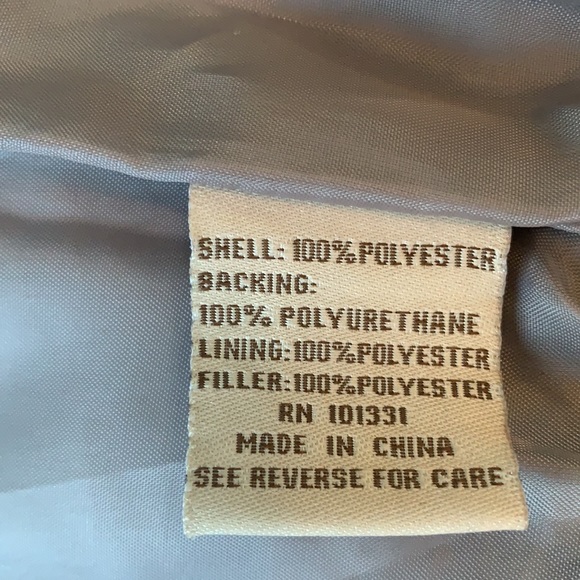 SHELL: 100% POLYESTER
BACKING:
100% POLYURETHANE
LINING:100% POLYESTER
FILLER:100% POLYESTER
RN 101331
MADE IN CHINA
SEE REVERSE FOR CARE